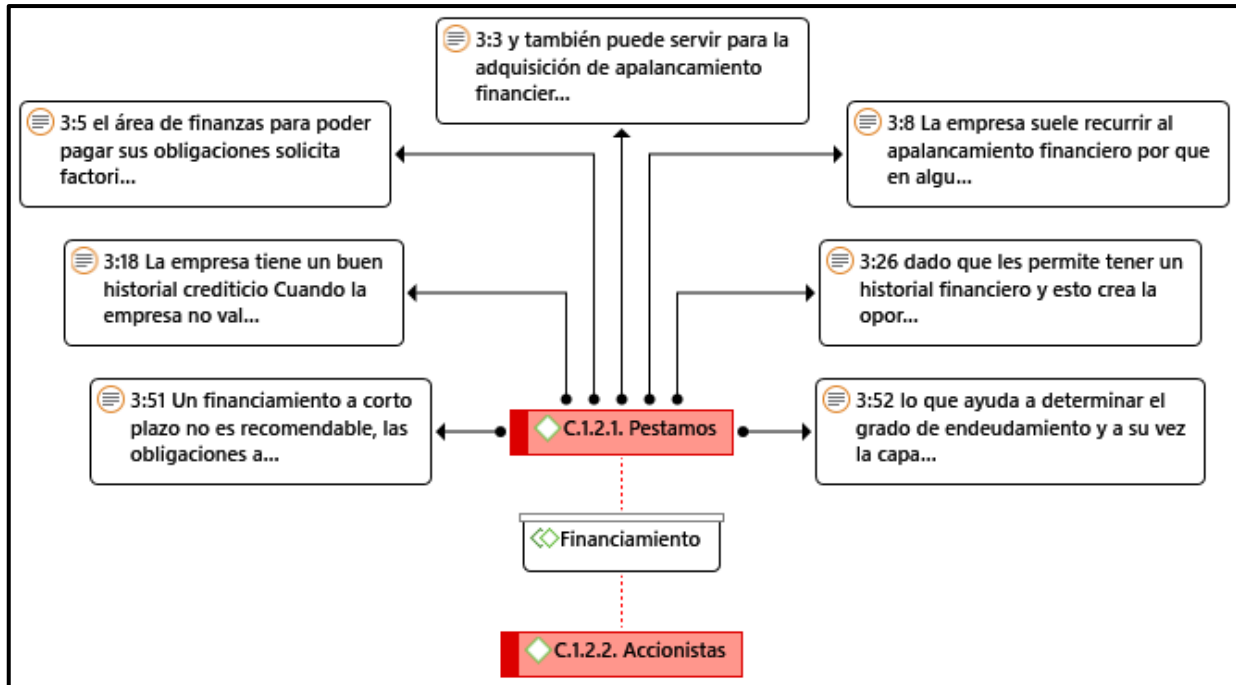 3:3 y también puede servir para la
adquisición de apalancamiento
financier...
3:5 el área de finanzas para poder
pagar sus obligaciones solicita
factori...
3:8 La empresa suele recurrir al
apalancamiento financiero por que
en algu...
3:18 La empresa tiene un buen
historial crediticio Cuando la
empresa no val...
3:26 dado que les permite tener un
historial financiero y esto crea la
opor...
3:51 Un financiamiento a corto
plazo no es recomendable, las
obligaciones a...
C.1.2.1. Pestamos
3:52 lo que ayuda a determinar el
grado de endeudamiento y a su vez
la capa...
Financiamiento
C.1.2.2. Accionistas